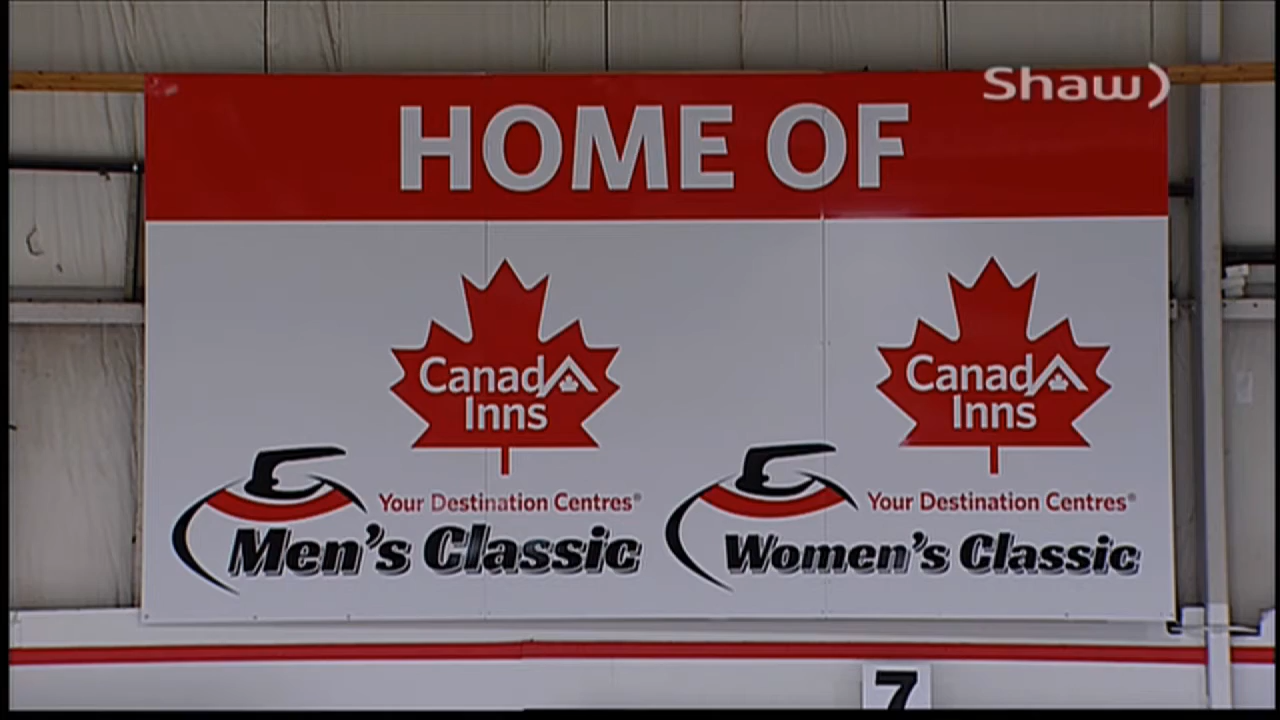 Shaw)
HOME OF
Canada
Inns
Your Destination Centres®
Men's Classic
Canada
Inns
Your Destination Centres®
Women's Classic
7